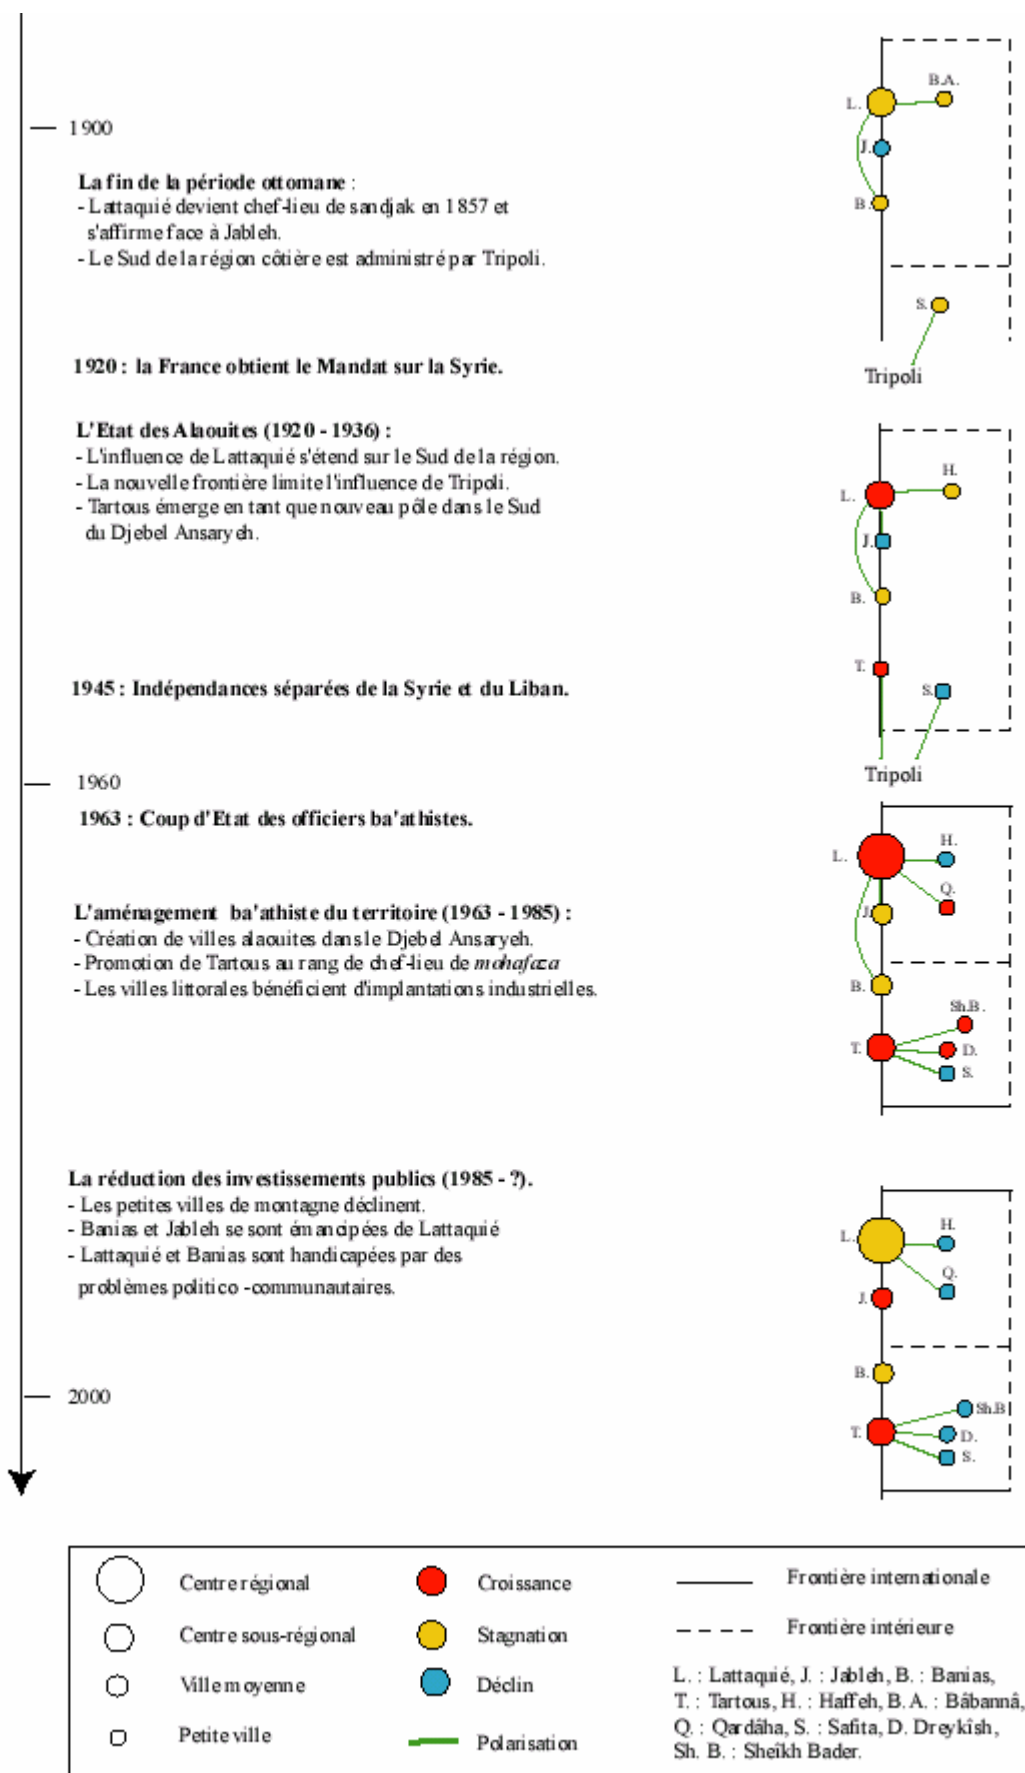 1900
La fin de la période ottomane :
- Lattaquié devient chef-lieu de sandjak en 1857 et
s'affirme face à Jableh.
- Le Sud de la région côtière est administré par Tripoli.
B.A.
L.
J.
B.
S.
Tripoli
1920 : la France obtient le Mandat sur la Syrie.
L'Etat des Alaouites (1920 - 1936) :
- L'influence de Lattaquié s'étend sur le Sud de la région.
- La nouvelle frontière limite l'influence de Tripoli.
- Tartous émerge en tant que nouveau pôle dans le Sud
du Djebel Ansaryeh.
H.
L.
J.
B.
T.
S.
Tripoli
1945 : Indépendances séparées de la Syrie et du Liban.
1960
1963 : Coup d'Etat des officiers ba'athistes.
L'aménagement ba'athiste du territoire (1963 - 1985) :
- Création de villes alaouites dans le Djebel Ansaryeh.
- Promotion de Tartous au rang de chef-lieu de mohafaza
- Les villes littorales bénéficient d'implantations industrielles.
L.
H.
Q.
J.
B.
Sh.B.
T.
D.
S.
La réduction des investissements publics (1985 - ?).
- Les petites villes de montagne déclinent.
- Banias et Jableh se sont émancipées de Lattaquié
- Lattaquié et Banias sont handicapées par des
problèmes politico -communautaires.
L.
H.
Q.
J.
B.
Sh.B
T.
D.
S.
2000
Centre régional
Centre sous-régional
Ville moyenne
Petite ville
Croissance
Stagnation
Déclin
Polarisation
Frontière internationale
Frontière intérieure
L. : Lattaquié, J. : Jableh, B. : Banias,
T. : Tartous, H. : Haffeh, B. A. : Bâbannâ,
Q. : Qardâha, S. : Safita, D. Dreykîsh,
Sh. B. : Sheîkh Bader.